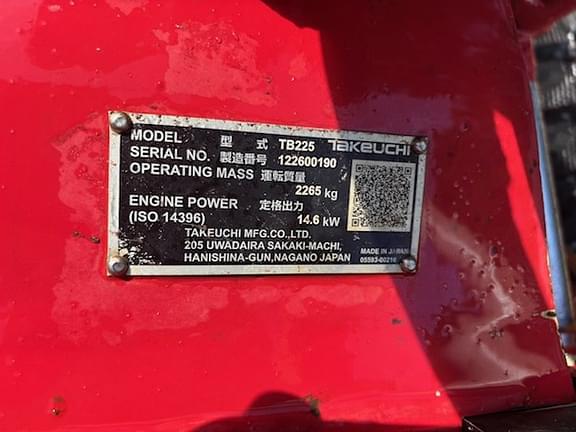 MODEL 型 式 TB225 TAKEUCHI
SERIAL NO. 製造番号 122600190
OPERATING MASS 運転質量
2265 kg
ENGINE POWER 定格出力
(ISO 14396) 14.6 kW
TAKEUCHI MFG.CO.,LTD.
205 UWADAIRA SAKAKI-MACHI,
HANISHINA-GUN,NAGANO JAPAN
MADE IN JAPAN
05593-00216